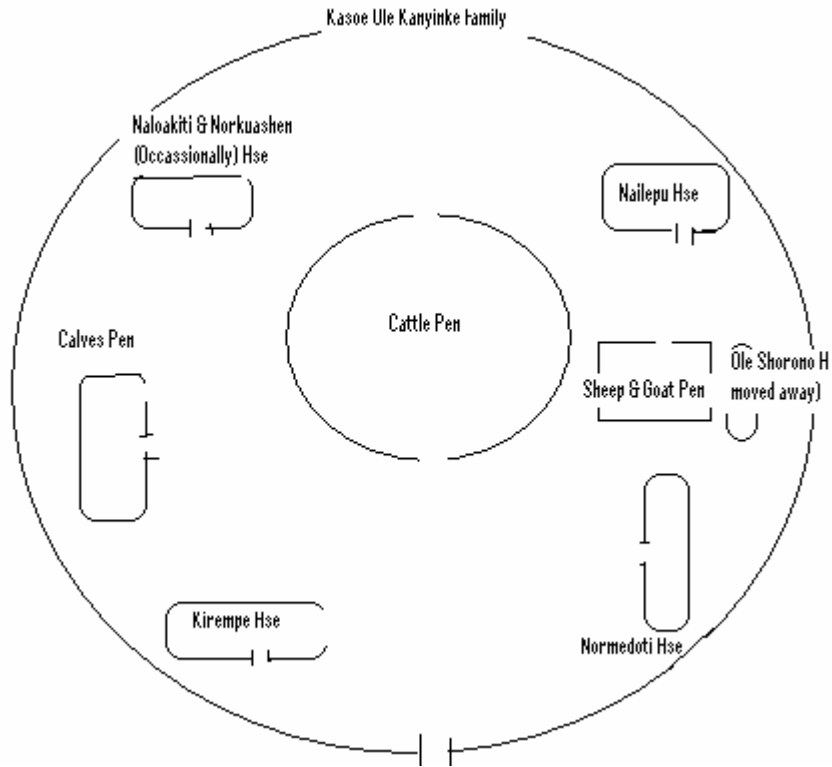 Kasoe Ule Kanyinke Family
Naloakiti & Norkuashen
(Occassionally) Hse
Nailepu Hse
Cattle Pen
Calves Pen
Sheep & Goat Pen
Ole Shorono H
moved away)
Kirempe Hse
Normedoti Hse